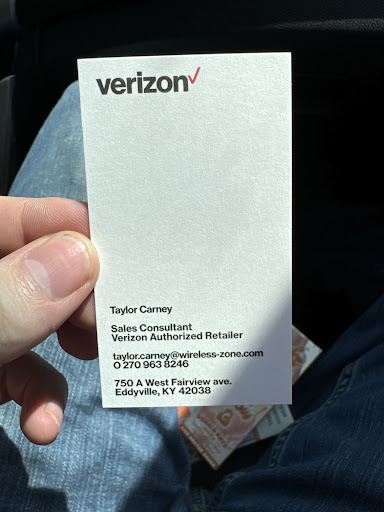 verizon✓
Taylor Carney
Sales Consultant
Verizon Authorized Retailer
taylor.carney@wireless-zone.com
O 270 963 8246
750 A West Fairview ave.
Eddyville, KY 42038